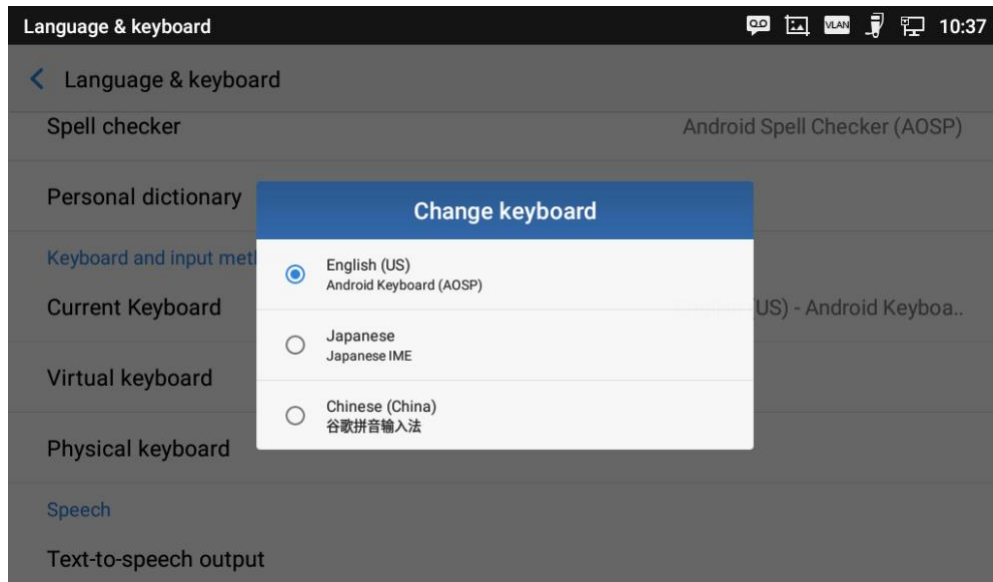 Language & keyboard
VLAN
10:37
Language & keyboard
Spell checker
Android Spell Checker (AOSP)
Personal dictionary
Change keyboard
Keyboard and input met
English (US)
Android Keyboard (AOSP)
Current Keyboard
US) - Android Keyboa..
Japanese
Japanese IME
Virtual keyboard
Chinese (China)
谷歌拼音输入法
Physical keyboard
Speech
Text-to-speech output